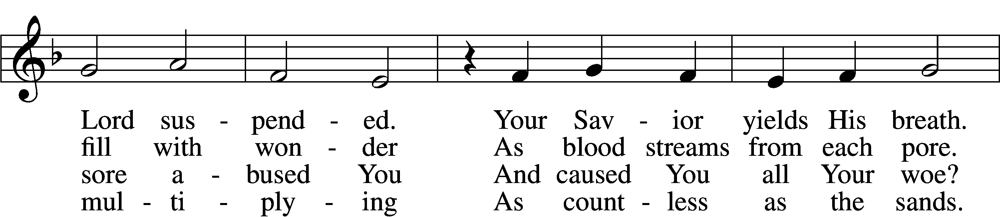 Lord sus - pend - ed. Your Sav - ior yields His breath.
fill with won - der As blood streams from each pore.
sore a - bused You And caused You all Your woe?
mul - ti - ply - ing As count - less as the sands.